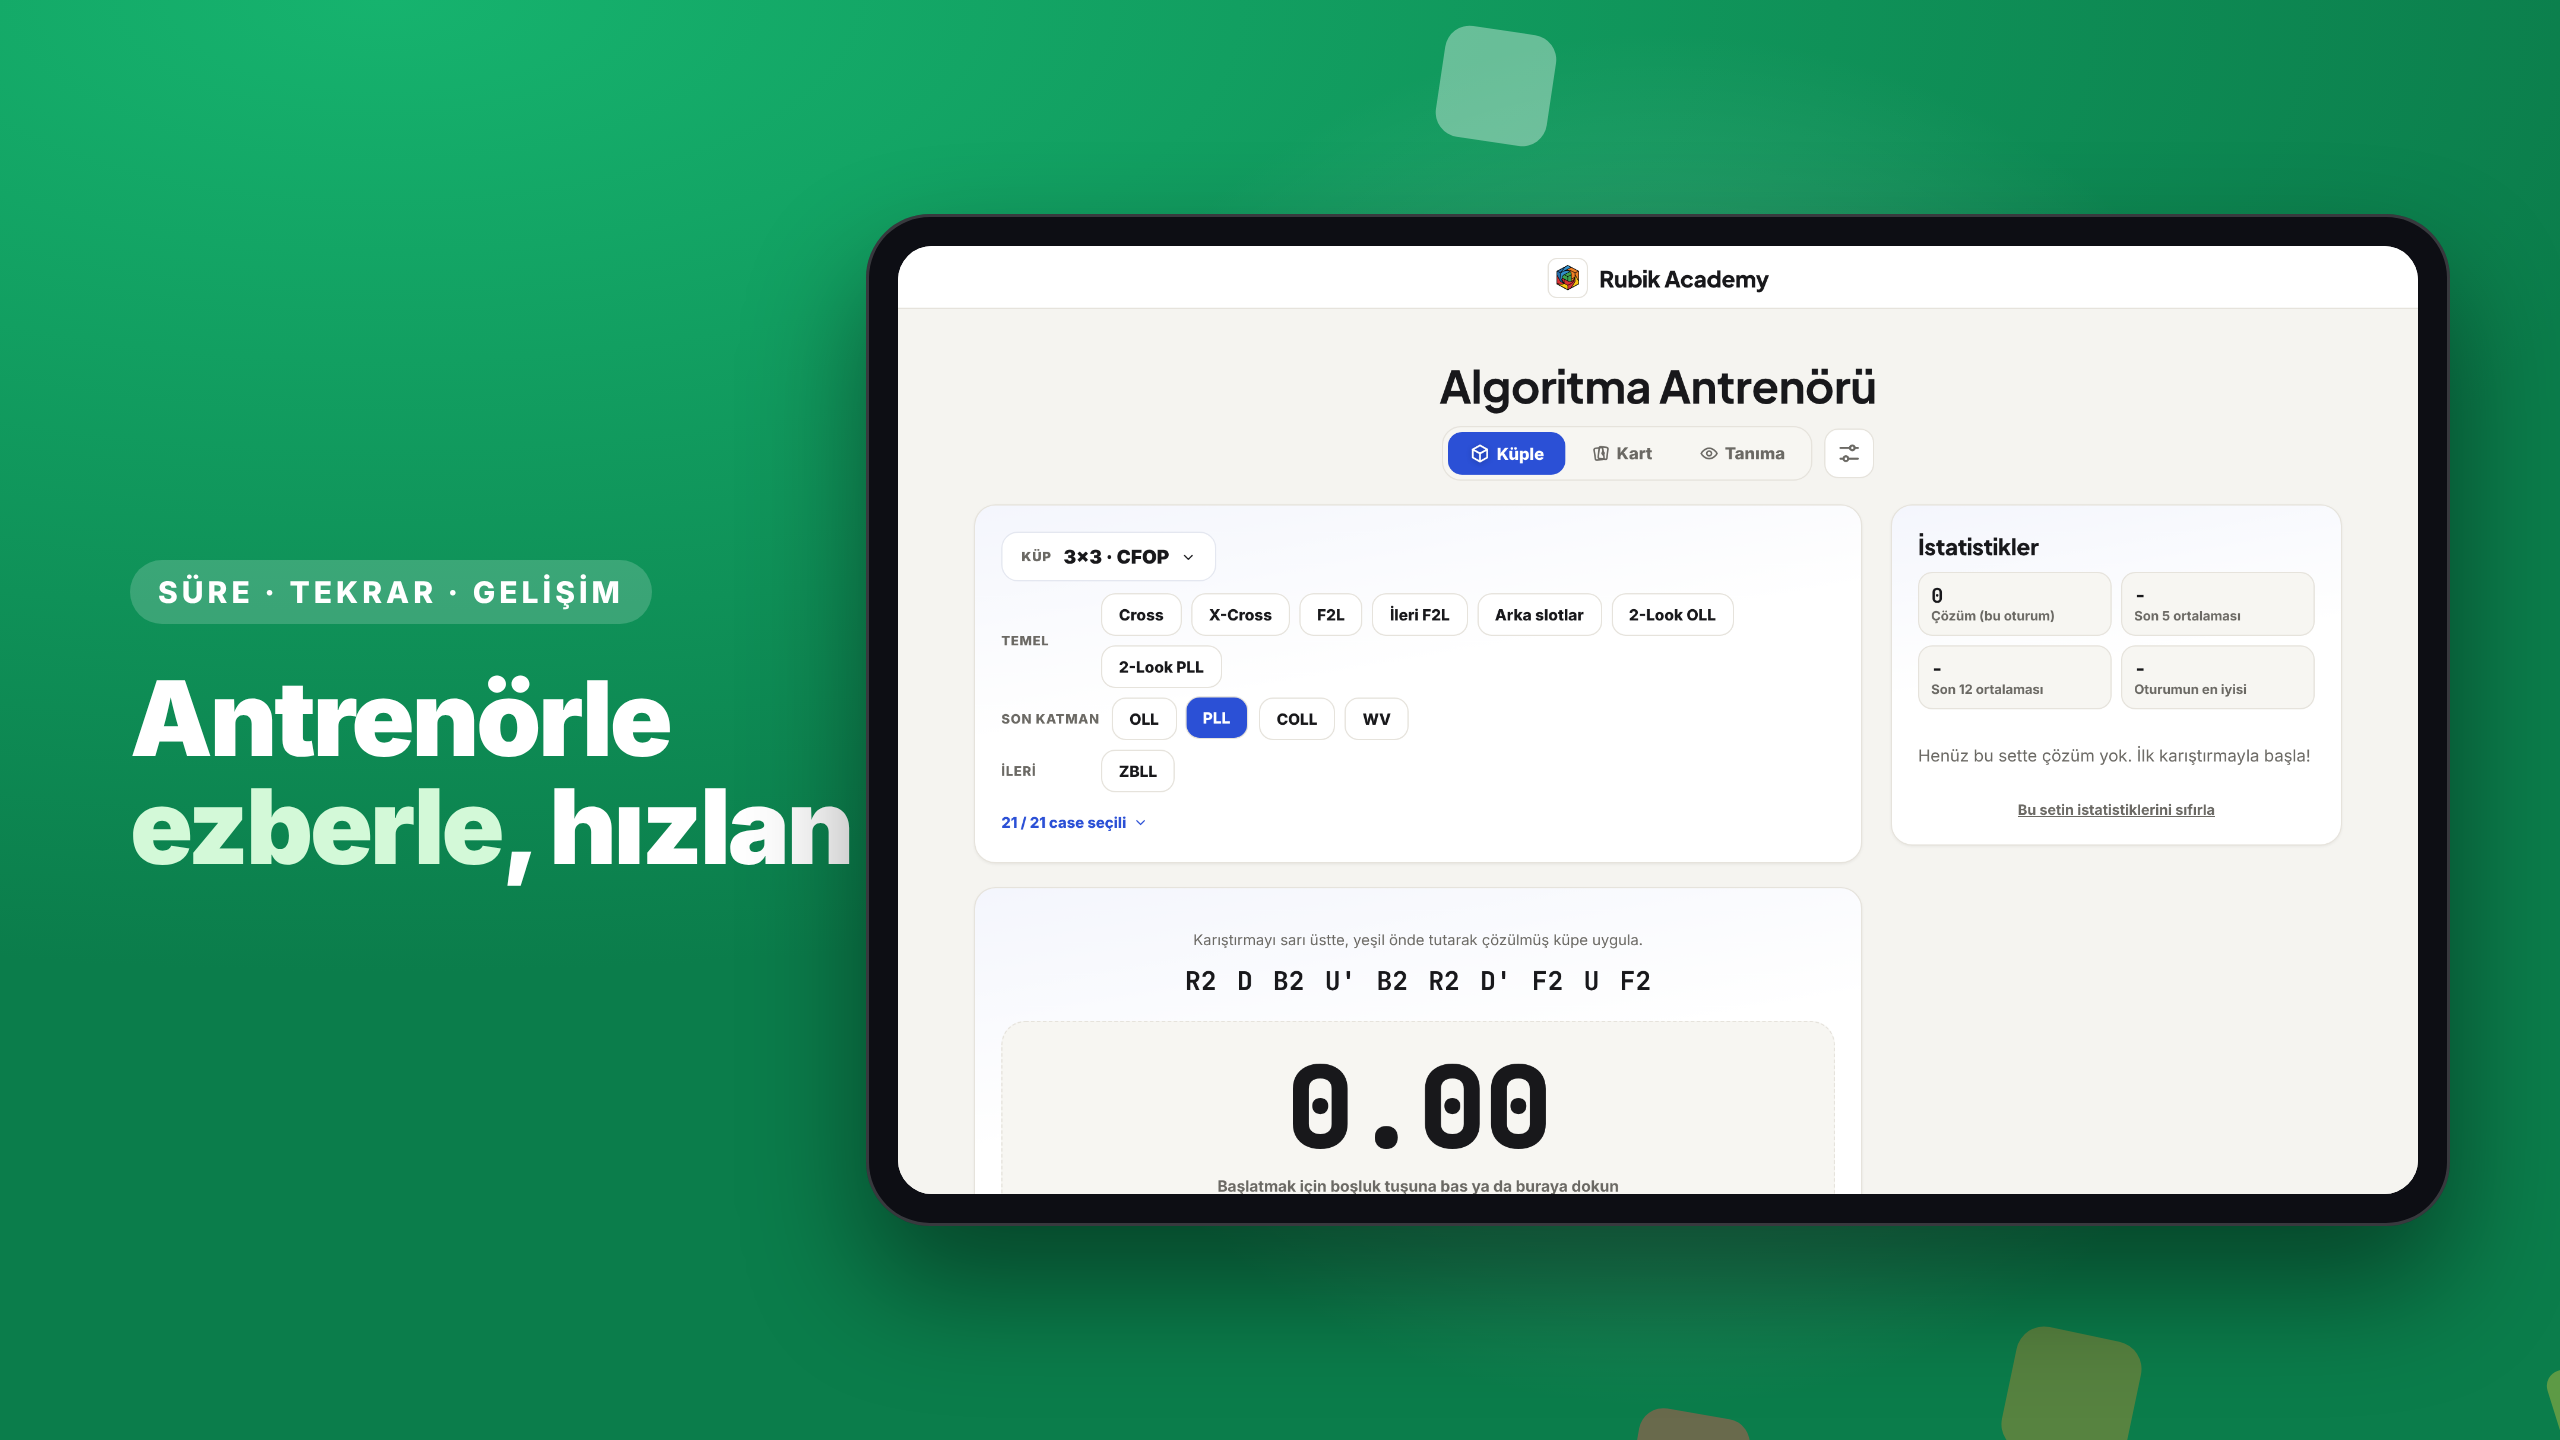 SÜRE · TEKRAR · GELİŞİM
Antrenörle
ezberle, hızlan
Rubik Academy
Algoritma Antrenörü
Küple Kart Tanıma
KÜP 3×3 · CFOP
TEMEL
Cross X-Cross F2L İleri F2L Arka slotlar 2-Look OLL
2-Look PLL
SON KATMAN OLL PLL COLL WV
İLERİ ZBLL
21 / 21 case seçili
İstatistikler
0
Çözüm (bu oturum)
-
Son 5 ortalaması
-
Son 12 ortalaması
-
Oturumun en iyisi
Henüz bu sette çözüm yok. İlk karıştırmayla başla!
Bu setin istatistiklerini sıfırla
Karıştırmayı sarı üstte, yeşil önde tutarak çözülmüş küpe uygula.
R2 D B2 U' B2 R2 D' F2 U F2
0.00
Başlatmak için boşluk tuşuna bas ya da buraya dokun